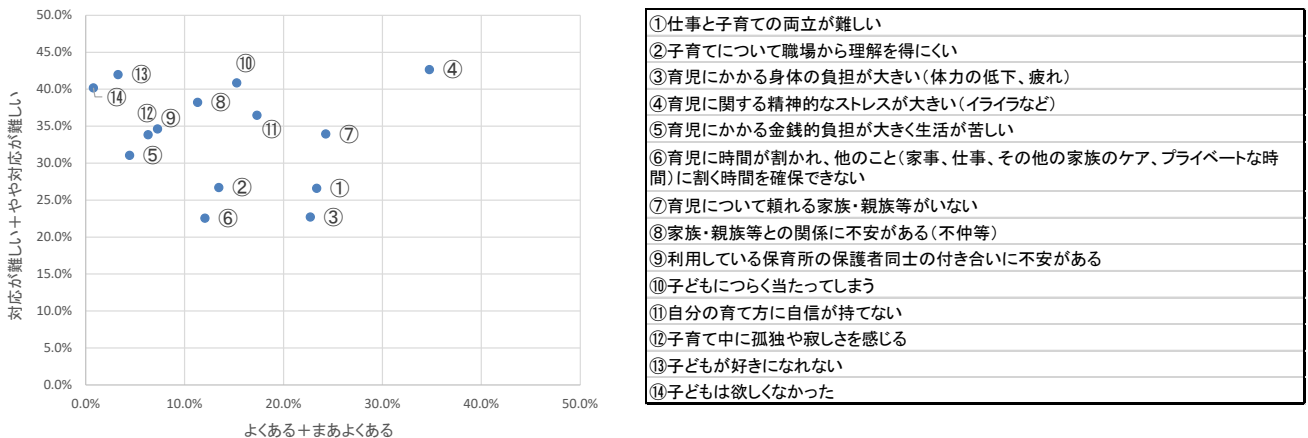 50.0%
45.0%
40.0%
35.0%
30.0%
25.0%
20.0%
15.0%
10.0%
5.0%
0.0%
対応が難しい＋やや対応が難しい
⑬
⑭
⑩
④
⑧
⑫
⑨
⑪
⑦
⑤
②
①
⑥
③
0.0%
10.0%
20.0%
30.0%
40.0%
50.0%
よくある＋まあよくある
①仕事と子育ての両立が難しい
②子育てについて職場から理解を得にくい
③育児にかかる身体の負担が大きい（体力の低下、疲れ）
④育児に関する精神的なストレスが大きい（イライラなど）
⑤育児にかかる金銭的負担が大きく生活が苦しい
⑥育児に時間が割かれ、他のこと（家事、仕事、その他の家族のケア、プライベートな時
間）に割く時間を確保できない
⑦育児について頼れる家族・親族等がいない
⑧家族・親族等との関係に不安がある（不仲等）
⑨利用している保育所の保護者同士の付き合いに不安がある
⑩子どもにつらく当たってしまう
⑪自分の育て方に自信が持てない
⑫子育て中に孤独や寂しさを感じる
⑬子どもが好きになれない
⑭子どもは欲しくなかった